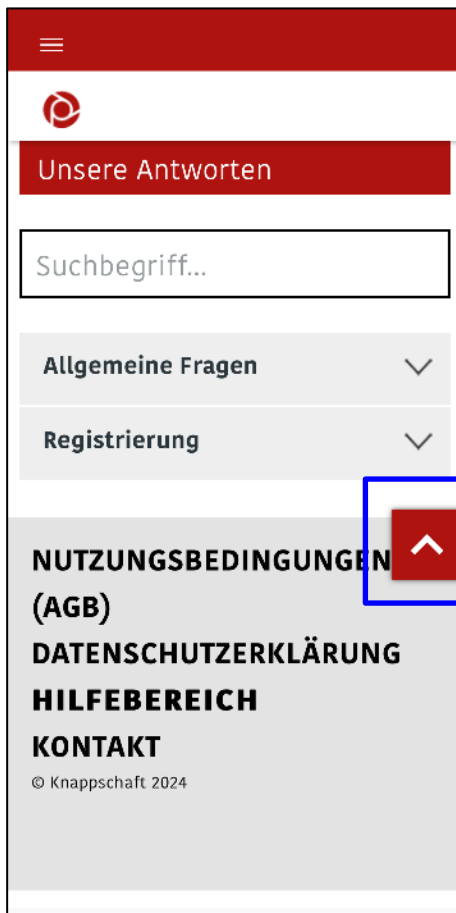 Unsere Antworten
Suchbegriff...
Allgemeine Fragen
Registrierung
NUTZUNGSBEDINGUNGEN
(AGB)
DATENSCHUTZERKLÄRUNG
HILFEBEREICH
KONTAKT
© Knappschaft 2024